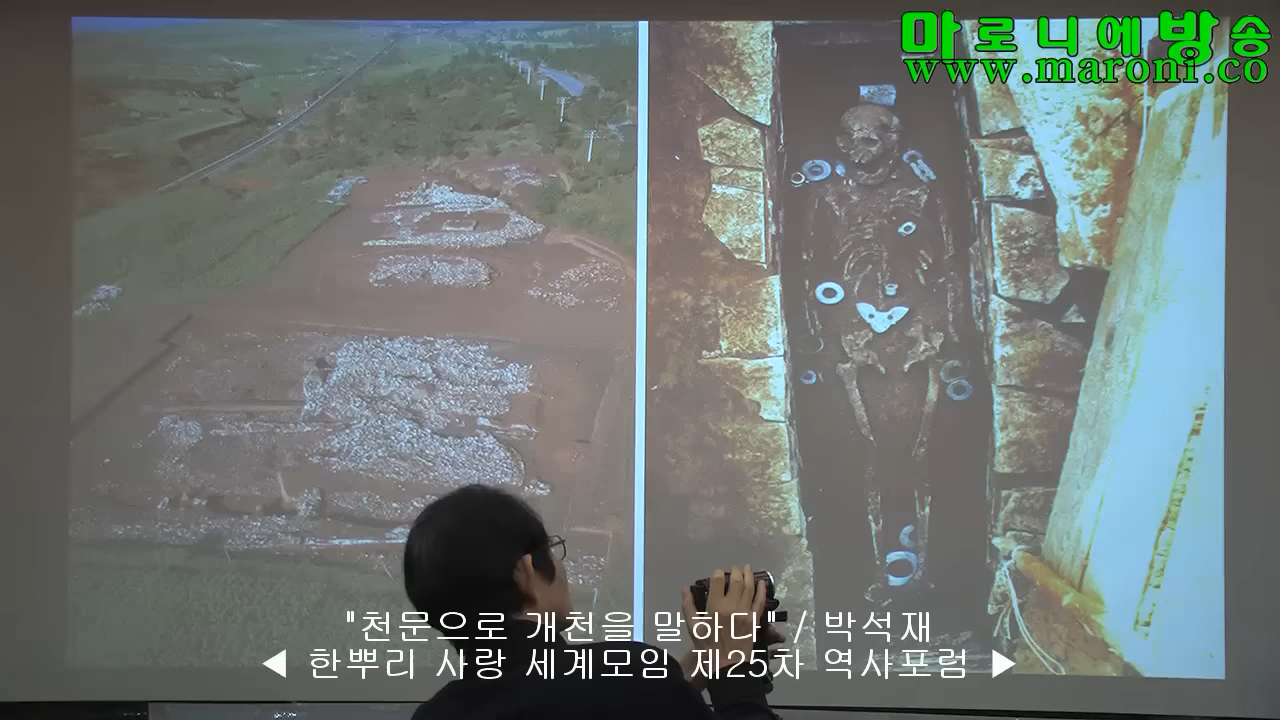 마로니에방송
www.maroni.co
"천문으로 개천을 말하다" / 박석재
◀ 한뿌리 사랑 세계모임 제25차 역사포럼 ▶